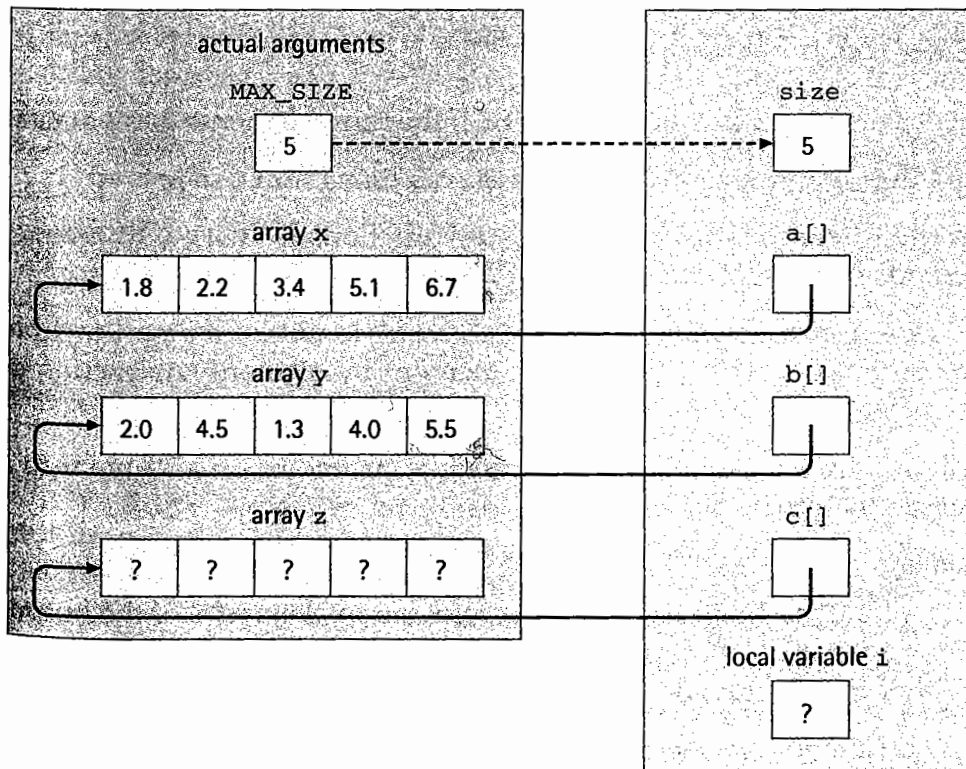 actual arguments
MAX_SIZE
size
5
5
array x
a[]
1.8 2.2 3.4 5.1 6.7
array y
b[]
2.0 4.5 1.3 4.0 5.5
array z
c[]
? ? ? ? ?
local variable i
?